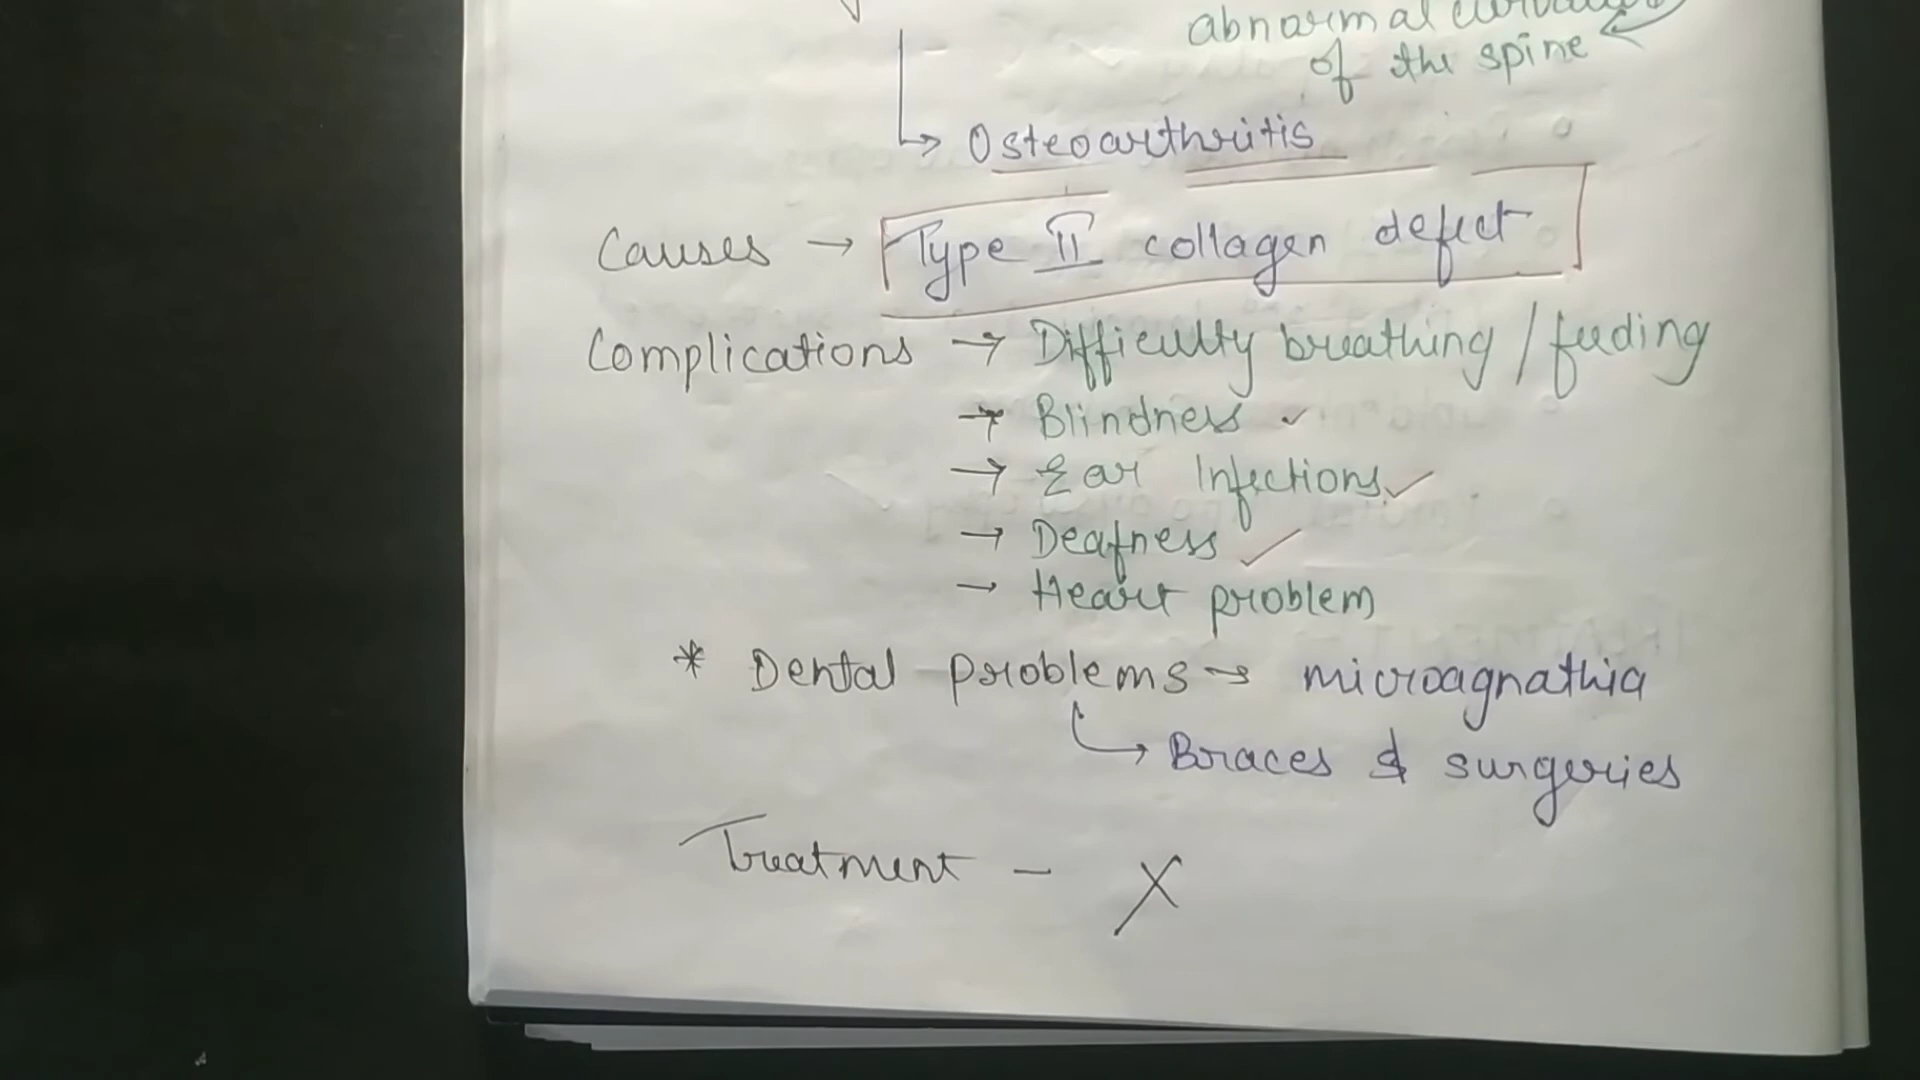 abnormal
of the spine
→ Osteoarthritis
Causes → Type II collagen defect
Complications → Difficulty breathing / feeding
→ Blindness ✓
→ Ear Infections ✓
→ Deafness ✓
→ Heart problem
* Dental problems → microagnathia
→ Braces & surgeries
Treatment - X